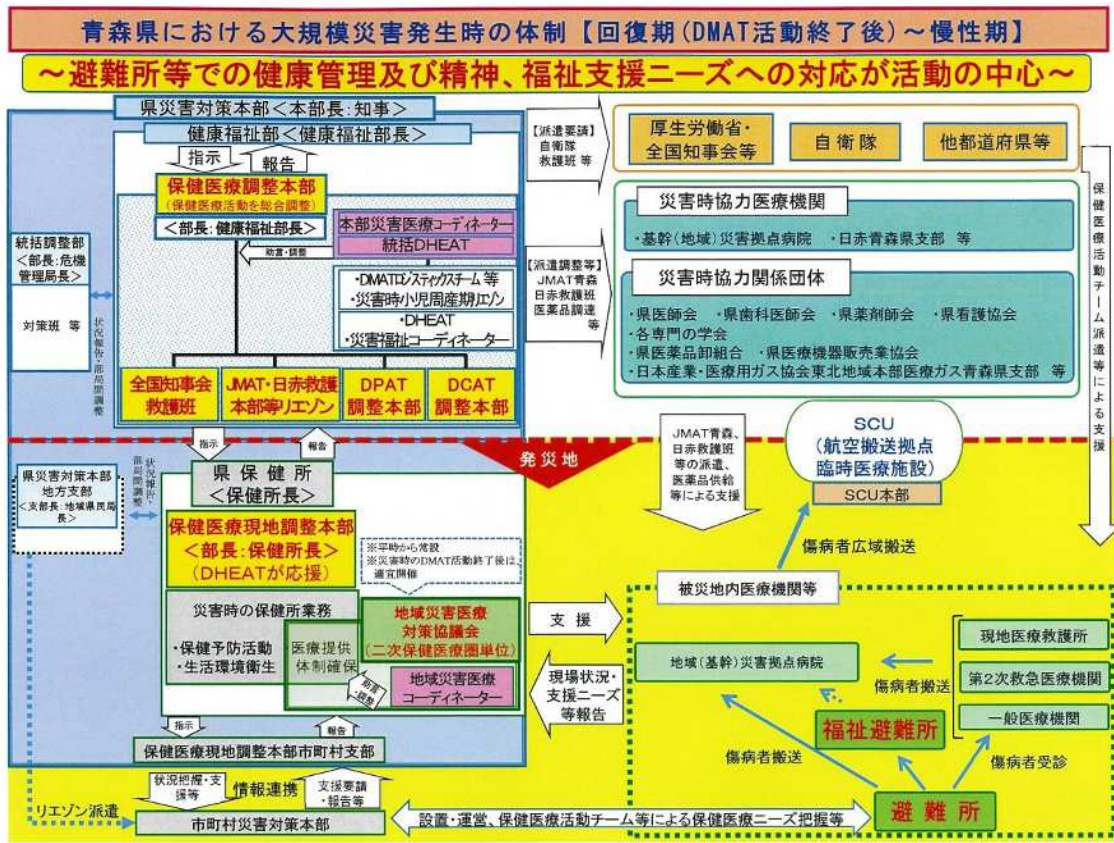 青森県における大規模災害発生時の体制【回復期(DMAT活動終了後)～慢性期】
～避難所等での健康管理及び精神、福祉支援ニーズへの対応が活動の中心～
県災害対策本部＜本部長:知事＞
健康福祉部＜健康福祉部長＞
指示
報告
保健医療調整本部
(保健医療活動を総合調整)
＜部長:健康福祉部長＞
本部災害医療コーディネーター
統括DHEAT
助言・調整
・DMATロジスティックスチーム 等
・災害時小児周産期リエゾン
・DHEAT
・災害福祉コーディネーター
統括調整部
＜部長:危機
管理局長＞
対策班 等
状況報告・部局間調整
全国知事会
救護班
JMAT・日赤救護
本部等リエゾン
DPAT
調整本部
DCAT
調整本部
【派遣要請】
自衛隊
救護班 等
厚生労働省・
全国知事会等
自衛隊
他都道府県等
【派遣調整等】
JMAT青森
日赤救護班
医薬品調達
等
災害時協力医療機関
・基幹(地域)災害拠点病院　・日赤青森県支部 等
災害時協力関係団体
・県医師会　・県歯科医師会　・県薬剤師会　・県看護協会
・各専門の学会
・県医薬品卸組合　・県医療機器販売業協会
・日本産業・医療用ガス協会東北地域本部医療ガス青森県支部 等
保健医療活動チーム派遣等による支援
指示
報告
発災地
JMAT青森、
日赤救護班
等の派遣、
医薬品供給
等による支援
SCU
(航空搬送拠点
臨時医療施設)
SCU本部
傷病者広域搬送
県災害対策本部
地方支部
＜支部長:地域県民局
長＞
状況報告・
部局間調整
県保健所
＜保健所長＞
保健医療現地調整本部
＜部長:保健所長＞
(DHEATが応援)
※平時から常設
※災害時のDMAT活動終了後は、
適宜開催
災害時の保健所業務
・保健予防活動
・生活環境衛生
医療提供
体制確保
地域災害医療
対策協議会
(二次保健医療圏単位)
助言
・調整
地域災害医療
コーディネーター
支援
現場状況・
支援ニーズ
等報告
被災地内医療機関等
地域(基幹)災害拠点病院
現地医療救護所
第2次救急医療機関
一般医療機関
傷病者搬送
福祉避難所
傷病者搬送
傷病者受診
避難所
指示
報告
保健医療現地調整本部市町村支部
状況把握・支
援等
情報連携
支援要請
・報告等
リエゾン派遣
市町村災害対策本部
設置・運営、保健医療活動チーム等による保健医療ニーズ把握等